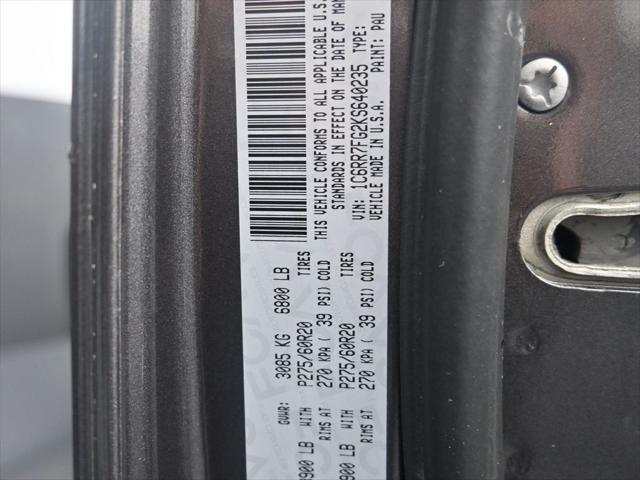 THIS VEHICLE CONFORMS TO ALL APPLICABLE U.S.
STANDARDS IN EFFECT ON THE DATE OF MAN
VIN: 1C6RR7FG2KS640235 TYPE:
VEHICLE MADE IN U.S.A. PAINT: PAU
GVWR: 3085 KG 6800 LB
900 LB WITH P275/60R20 TIRES
RIMS AT 270 KPA ( 39 PSI) COLD
900 LB WITH P275/60R20 TIRES
RIMS AT 270 KPA ( 39 PSI) COLD